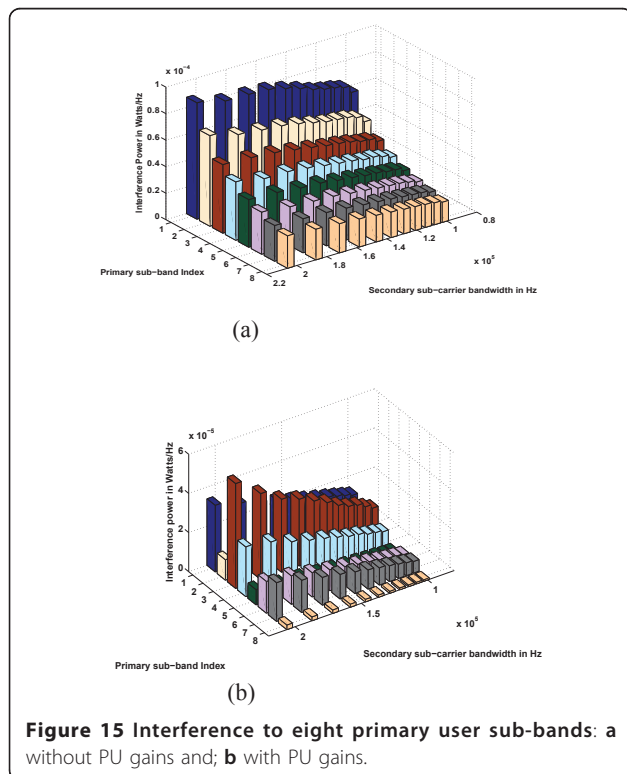 x 10⁻⁴
1
0.8
0.6
0.4
0.2
0
Interference Power in Watts/Hz
1
2
3
4
5
6
7
8
Primary sub−band Index
2.2
2
1.8
1.6
1.4
1.2
1
0.8
x 10⁵
Secondary sub−carrier bandwidth in Hz
(a)
x 10⁻⁵
6
4
2
0
Interference power in Watts/Hz
1
2
3
4
5
6
7
8
Primary sub−band Index
2
1.5
1
x 10⁵
Secondary sub−carrier bandwidth in Hz
(b)
Figure 15 Interference to eight primary user sub-bands: a
without PU gains and; b with PU gains.